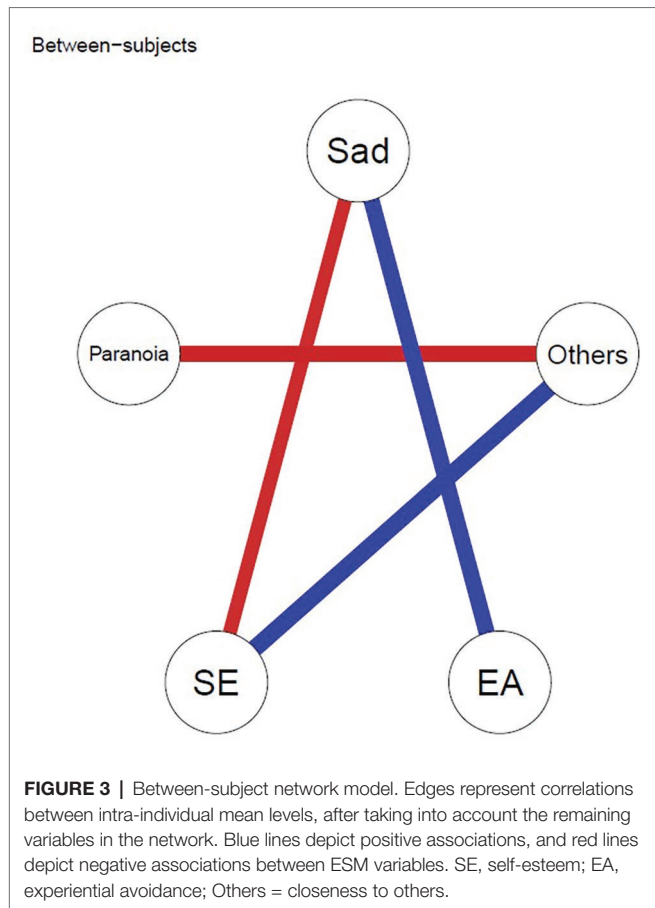 Between-subjects
Sad
Paranoia
Others
SE
EA
FIGURE 3 | Between-subject network model. Edges represent correlations
between intra-individual mean levels, after taking into account the remaining
variables in the network. Blue lines depict positive associations, and red lines
depict negative associations between ESM variables. SE, self-esteem; EA,
experiential avoidance; Others = closeness to others.